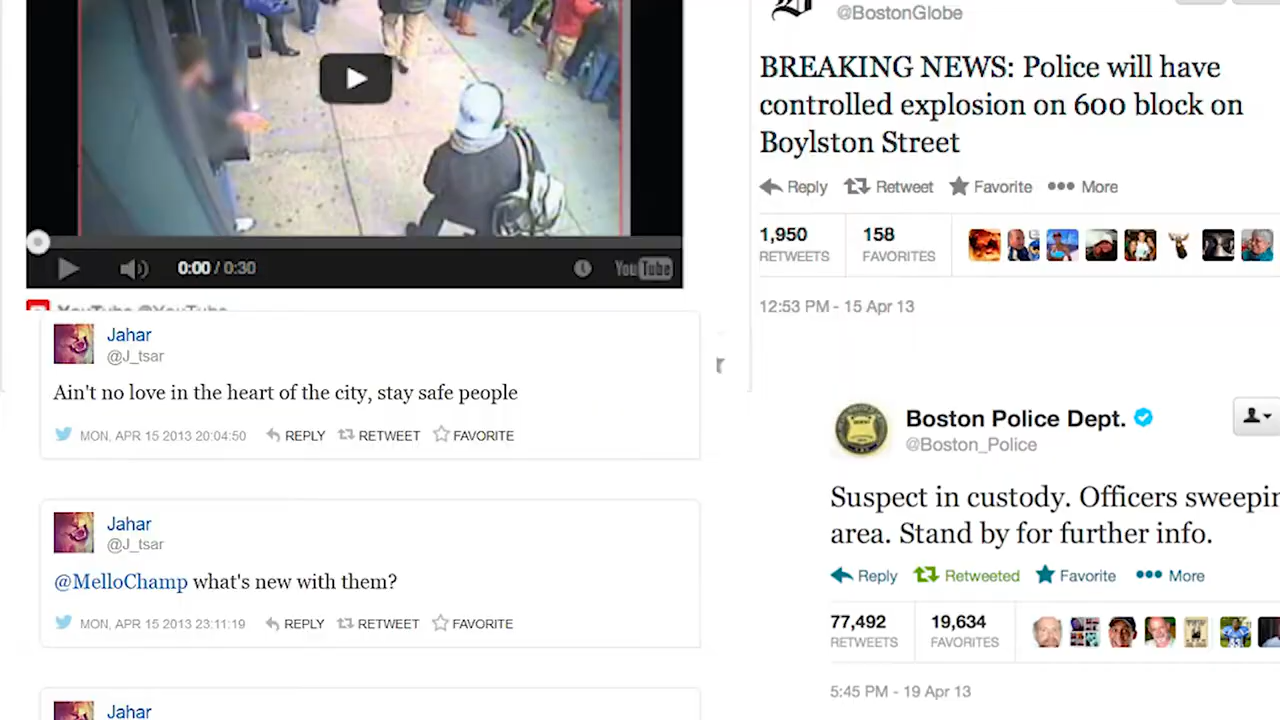 0:00 / 0:30
YouTube
YouTube @YouTube
Jahar
@J_tsar
Ain't no love in the heart of the city, stay safe people
MON, APR 15 2013 20:04:50 REPLY RETWEET FAVORITE
Jahar
@J_tsar
@MelloChamp what's new with them?
MON, APR 15 2013 23:11:19 REPLY RETWEET FAVORITE
Jahar
@BostonGlobe
BREAKING NEWS: Police will have
controlled explosion on 600 block on
Boylston Street
Reply Retweet Favorite More
1,950 158
RETWEETS FAVORITES
12:53 PM - 15 Apr 13
r
Boston Police Dept.
@Boston_Police
Suspect in custody. Officers sweepin
area. Stand by for further info.
Reply Retweeted Favorite More
77,492 19,634
RETWEETS FAVORITES
5:45 PM - 19 Apr 13